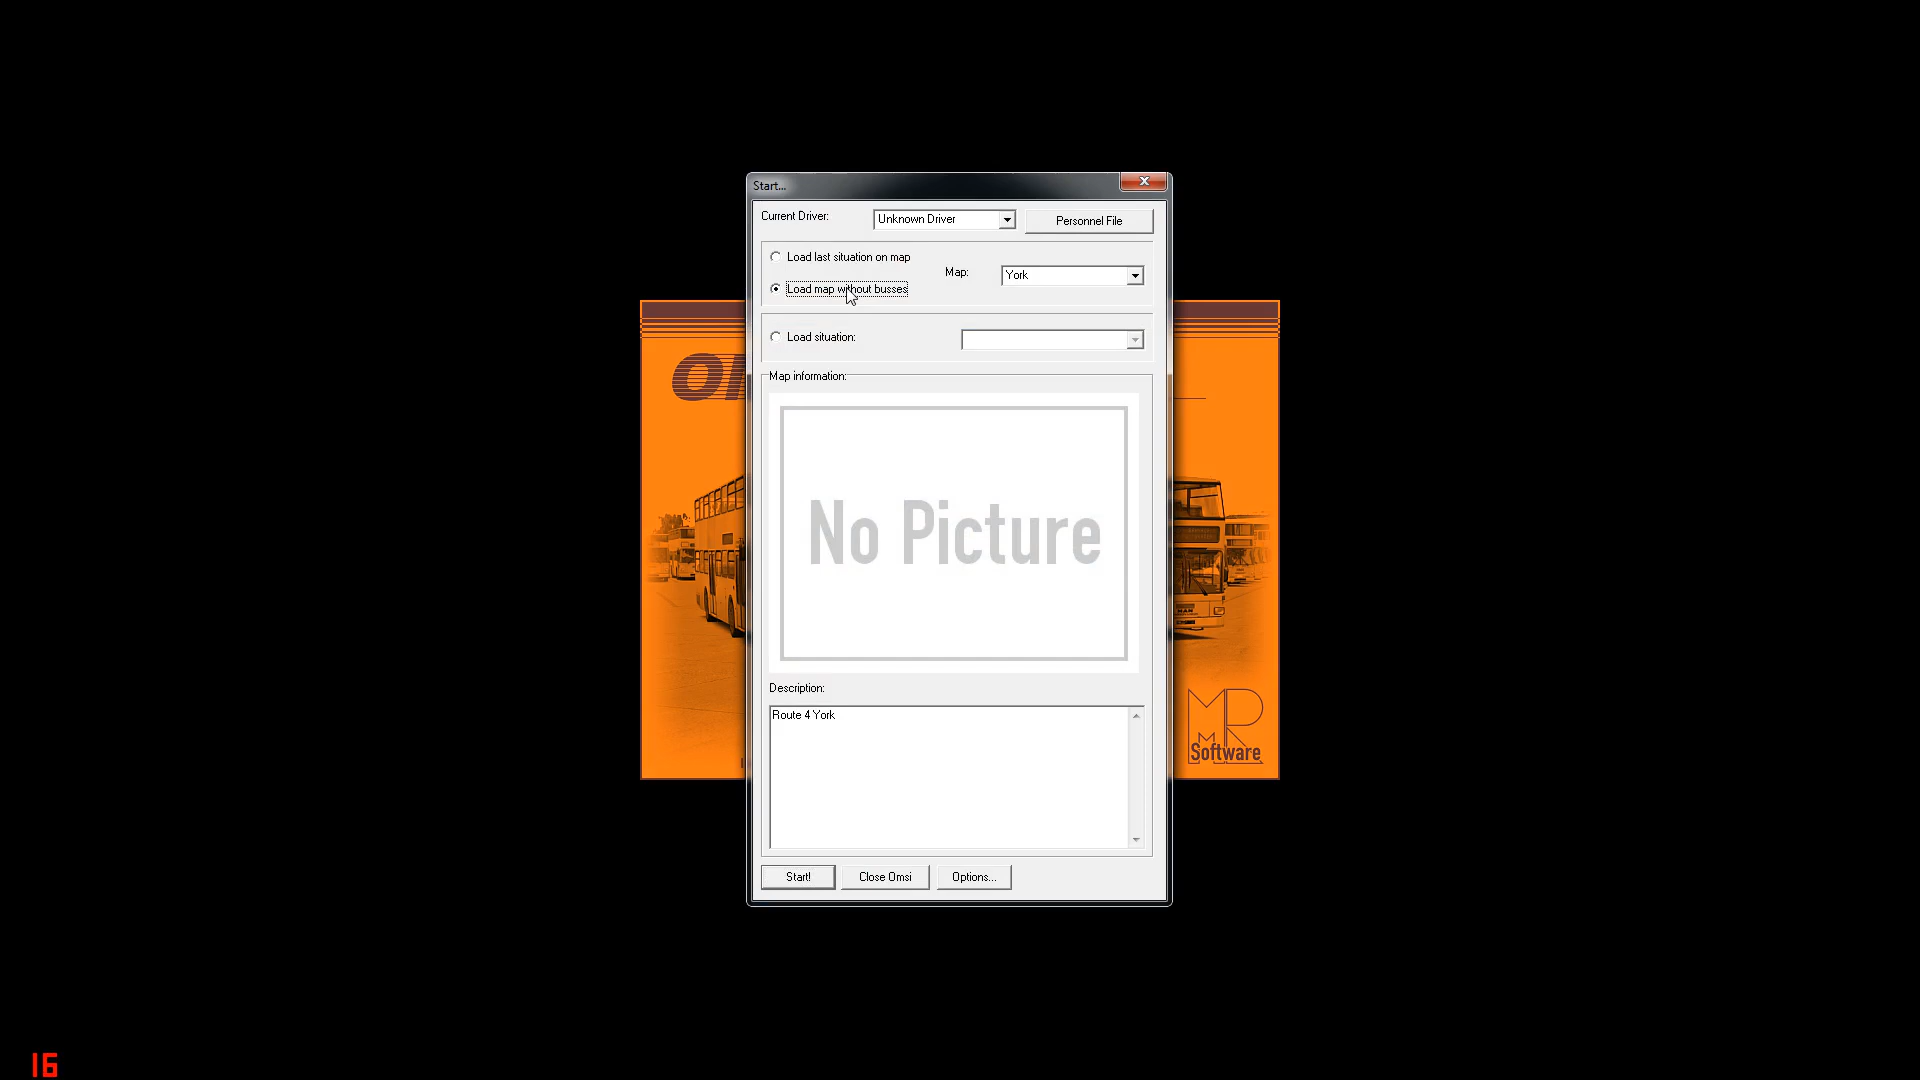 Start...
Current Driver:
Unknown Driver
Personnel File
Load last situation on map
Map:
York
Load map without busses
Load situation:
Map information:
No Picture
Description:
Route 4 York
MR
Software
Start!
Close Omsi
Options...
16